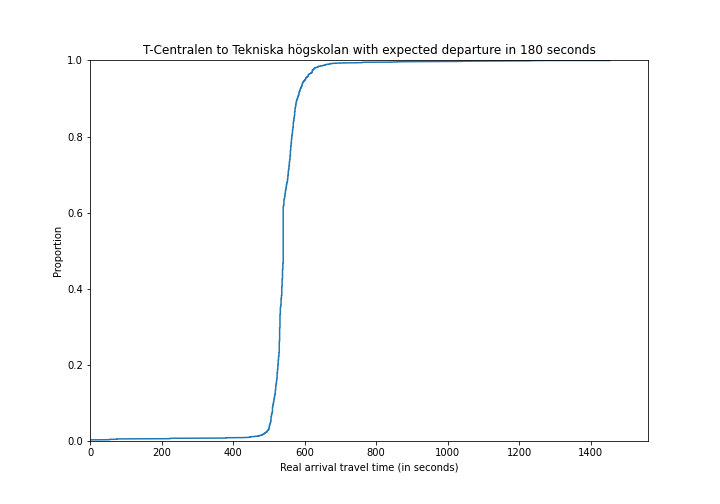 T-Centralen to Tekniska högskolan with expected departure in 180 seconds
1.0
0.8
0.6
0.4
0.2
0.0
Proportion
0 200 400 600 800 1000 1200 1400
Real arrival travel time (in seconds)